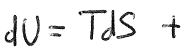 dU = TdS +